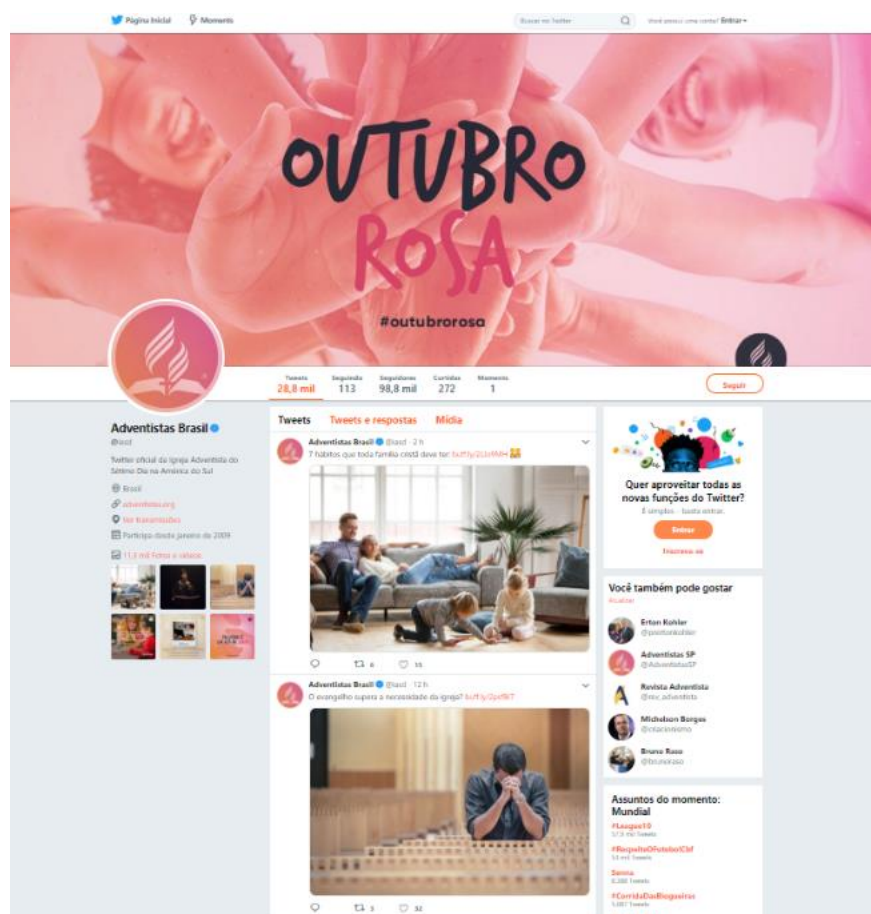 Página Inicial
Moments
Buscar no Twitter
Você possui uma conta? Entrar
OUTUBRO
ROSA
#outubrorosa
Tweets
28,8 mil
Seguindo
113
Seguidores
98,8 mil
Curtidas
272
Moments
1
Seguir
Adventistas Brasil
@iasd
Twitter oficial da Igreja Adventista do
Sétimo Dia na América do Sul
Brasil
adventistas.org
Ver transmissões
Participa desde janeiro de 2009
Fotos e vídeos
Tweets
Tweets e respostas
Mídia
Adventistas Brasil @iasd · 2 h
7 hábitos que toda família cristã deve ter:
6
Adventistas Brasil @iasd · 12 h
O evangelho supera a necessidade da igreja?
3
32
Quer aproveitar todas as
novas funções do Twitter?
É simples – basta entrar.
Entrar
Inscreva-se
Você também pode gostar
Atualizar
Erton Kohler
Adventistas SP
@AdventistasSP
Revista Adventista
@rev_adventista
Michelson Borges
@criacionismo
Bruno Raso
@brunoraso
Assuntos do momento:
Mundial
#RespeiteOFutebolCbf
Senna
#CorridaDasBlogueiras